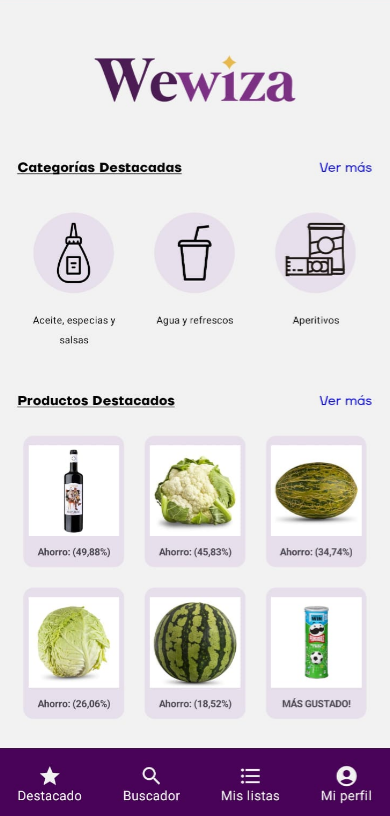 Wewiza
Categorías Destacadas
Ver más
Aceite, especias y
salsas
Agua y refrescos
Aperitivos
Productos Destacados
Ver más
Ahorro: (49,88%)
Ahorro: (45,83%)
Ahorro: (34,74%)
Ahorro: (26,06%)
Ahorro: (18,52%)
MÁS GUSTADO!
Destacado
Buscador
Mis listas
Mi perfil